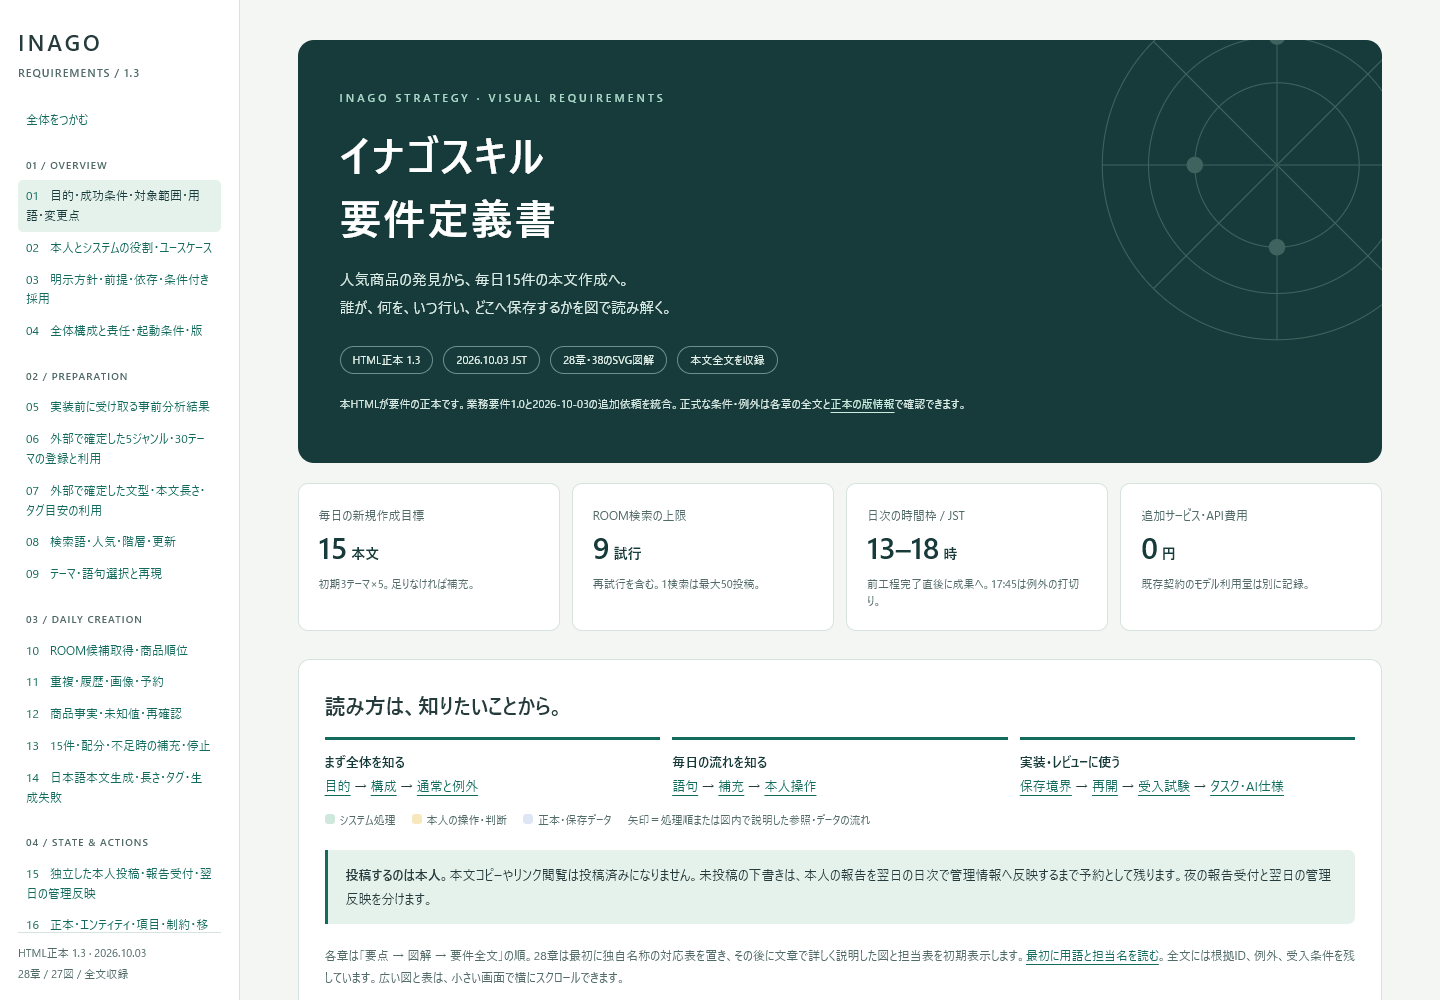 INAGO
REQUIREMENTS / 1.3
全体をつかむ
01 / OVERVIEW
01 目的・成功条件・対象範囲・用
語・変更点
02 本人とシステムの役割・ユースケース
03 明示方針・前提・依存・条件付き
採用
04 全体構成と責任・起動条件・版
02 / PREPARATION
05 実装前に受け取る事前分析結果
06 外部で確定した5ジャンル・30テー
マの登録と利用
07 外部で確定した文型・本文長さ・
タグ目安の利用
08 検索語・人気・階層・更新
09 テーマ・語句選択と再現
03 / DAILY CREATION
10 ROOM候補取得・商品順位
11 重複・履歴・画像・予約
12 商品事実・未知値・再確認
13 15件・配分・不足時の補充・停止
14 日本語本文生成・長さ・タグ・生
成失敗
04 / STATE & ACTIONS
15 独立した本人投稿・報告受付・翌
日の管理反映
16 正本・エンティティ・項目・制約・移
HTML正本 1.3 · 2026.10.03
28章 / 27図 / 全文収録
INAGO STRATEGY · VISUAL REQUIREMENTS
イナゴスキル
要件定義書
人気商品の発見から、毎日15件の本文作成へ。
誰が、何を、いつ行い、どこへ保存するかを図で読み解く。
HTML正本 1.3
2026.10.03 JST
28章・38のSVG図解
本文全文を収録
本HTMLが要件の正本です。業務要件1.0と2026-10-03の追加依頼を統合。正式な条件・例外は各章の全文と正本の版情報で確認できます。
毎日の新規作成目標
15 本文
初期3テーマ×5。足りなければ補充。
ROOM検索の上限
9 試行
再試行を含む。1検索は最大50投稿。
日次の時間枠 / JST
13–18 時
前工程完了直後に成果へ。17:45は例外の打切
り。
追加サービス・API費用
0 円
既存契約のモデル利用量は別に記録。
読み方は、知りたいことから。
まず全体を知る
目的 → 構成 → 通常と例外
毎日の流れを知る
語句 → 補充 → 本人操作
実装・レビューに使う
保存境界 → 再開 → 受入試験 → タスク・AI仕様
システム処理
本人の操作・判断
正本・保存データ
矢印＝処理順または図内で説明した参照・データの流れ
投稿するのは本人。本文コピーやリンク閲覧は投稿済みになりません。未投稿の下書きは、本人の報告を翌日の日次で管理情報へ反映するまで予約として残ります。夜の報告受付と翌日の管理
反映を分けます。
各章は「要点 → 図解 → 要件全文」の順。28章は最初に独自名称の対応表を置き、その後に文章で詳しく説明した図と担当表を初期表示します。最初に用語と担当名を読む。全文には根拠ID、例外、受入条件を残
しています。広い図と表は、小さい画面で横にスクロールできます。